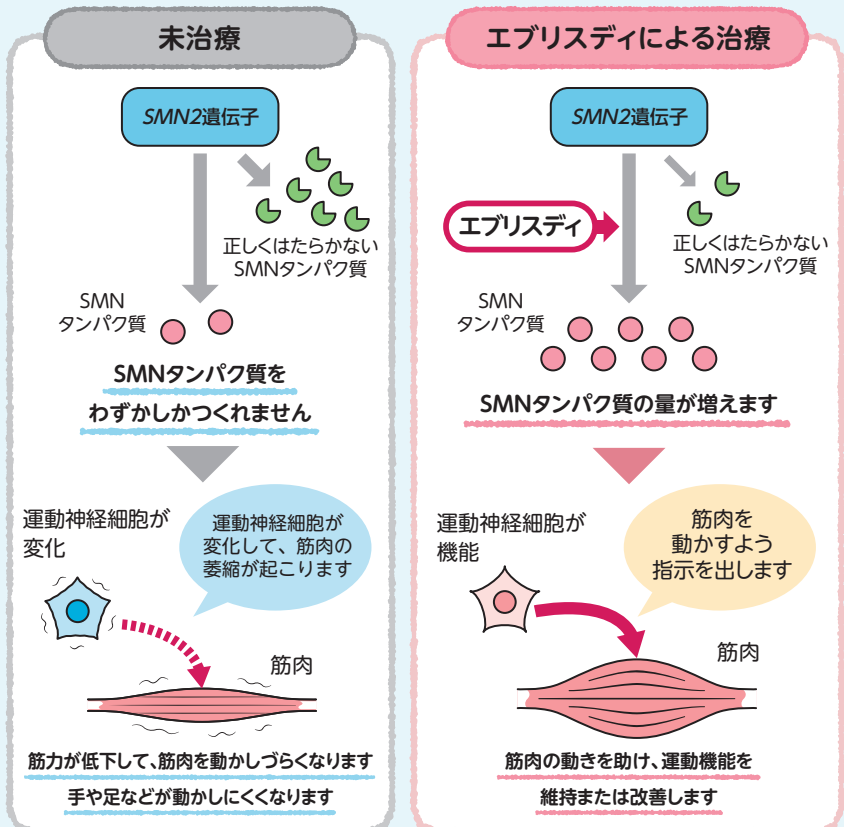 未治療
SMN2遺伝子
正しくはたらかない
SMNタンパク質
SMN
タンパク質
SMNタンパク質を
わずかしかつくれません
運動神経細胞が
変化
運動神経細胞が
変化して、筋肉の
萎縮が起こります
筋肉
筋力が低下して、筋肉を動かしづらくなります
手や足などが動かしにくくなります
エブリスディによる治療
SMN2遺伝子
エブリスディ
正しくはたらかない
SMNタンパク質
SMN
タンパク質
SMNタンパク質の量が増えます
運動神経細胞が
機能
筋肉を
動かすよう
指示を出します
筋肉
筋肉の動きを助け、運動機能を
維持または改善します